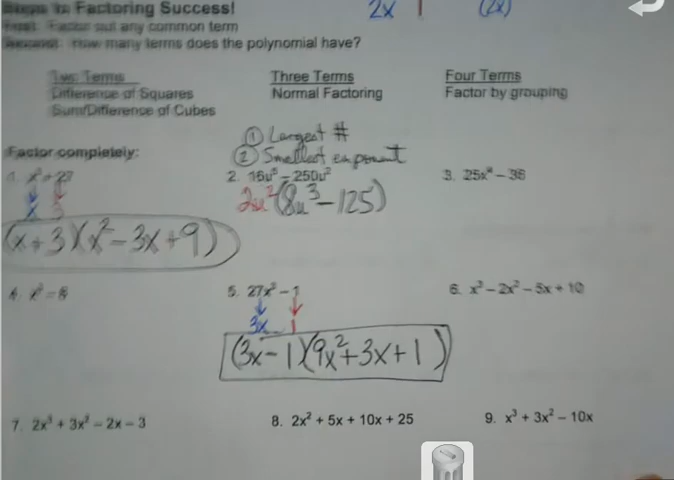 Steps to Factoring Success!
First: Factor out any common term
Second: How many terms does the polynomial have?
Two Terms
Difference of Squares
Sum/Difference of Cubes
Three Terms
Normal Factoring
Four Terms
Factor by grouping
2x 1 (2x)
① Largest #
② Smallest exponent
Factor completely:
1. x³ + 27
x 3
(x + 3)(x² − 3x + 9)
2. 16u⁵ − 250u²
2u²(8u³ − 125)
3. 25x⁴ − 36
4. x³ − 8
5. 27x³ − 1
3x 1
(3x − 1)(9x² + 3x + 1)
6. x³ − 2x² − 5x + 10
7. 2x³ + 3x² − 2x − 3
8. 2x² + 5x + 10x + 25
9. x³ + 3x² − 10x